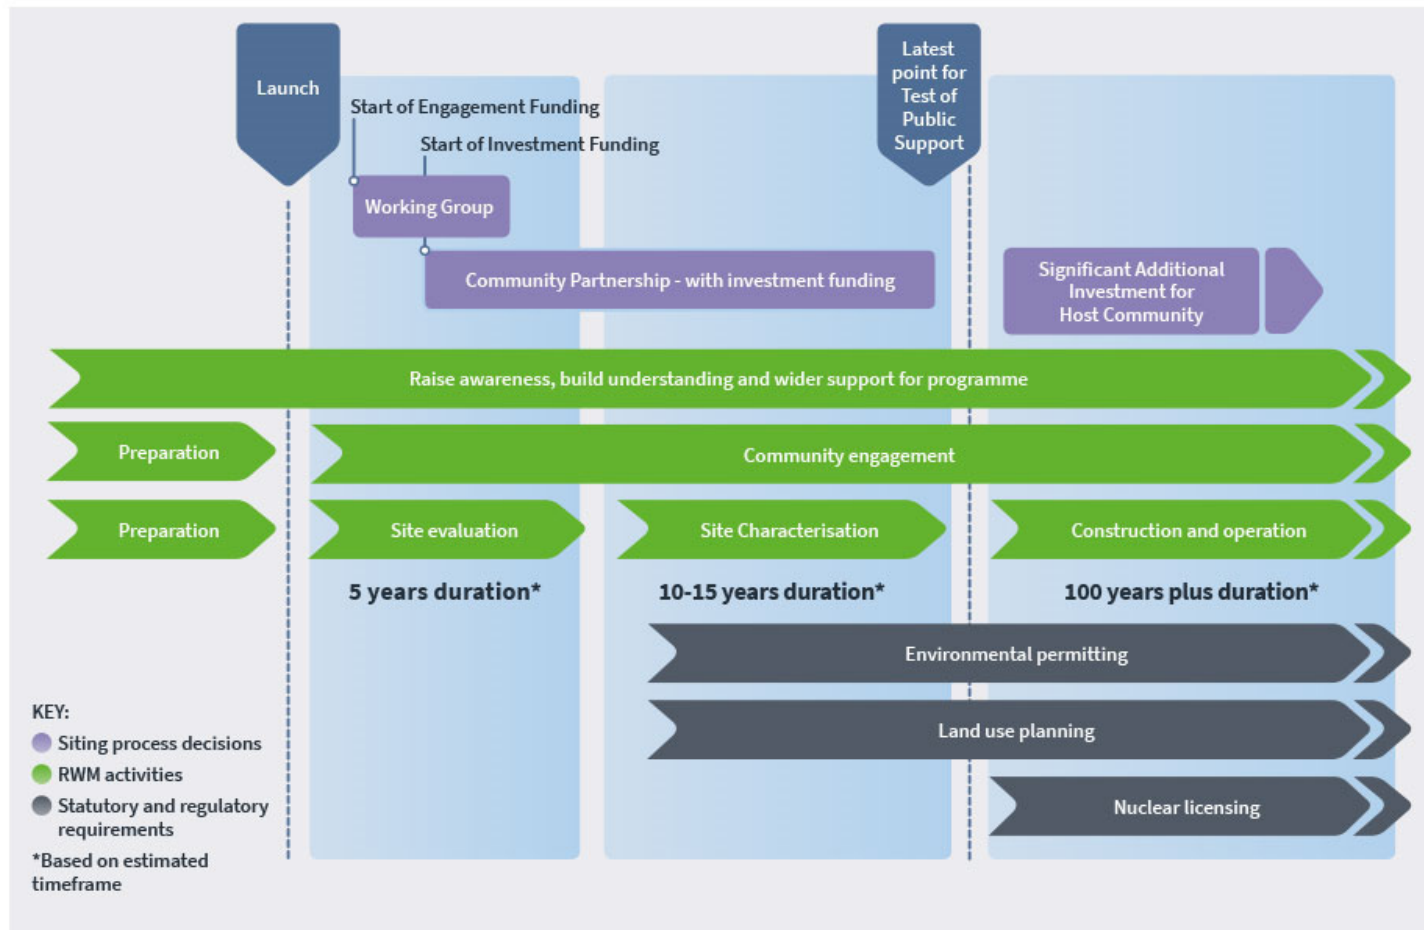 Launch
Latest
point for
Test of
Public
Support
Start of Engagement Funding
Start of Investment Funding
Working Group
Community Partnership - with investment funding
Significant Additional
Investment for
Host Community
Raise awareness, build understanding and wider support for programme
Preparation
Community engagement
Preparation
Site evaluation
Site Characterisation
Construction and operation
5 years duration*
10-15 years duration*
100 years plus duration*
Environmental permitting
Land use planning
Nuclear licensing
KEY:
Siting process decisions
RWM activities
Statutory and regulatory
requirements
*Based on estimated
timeframe